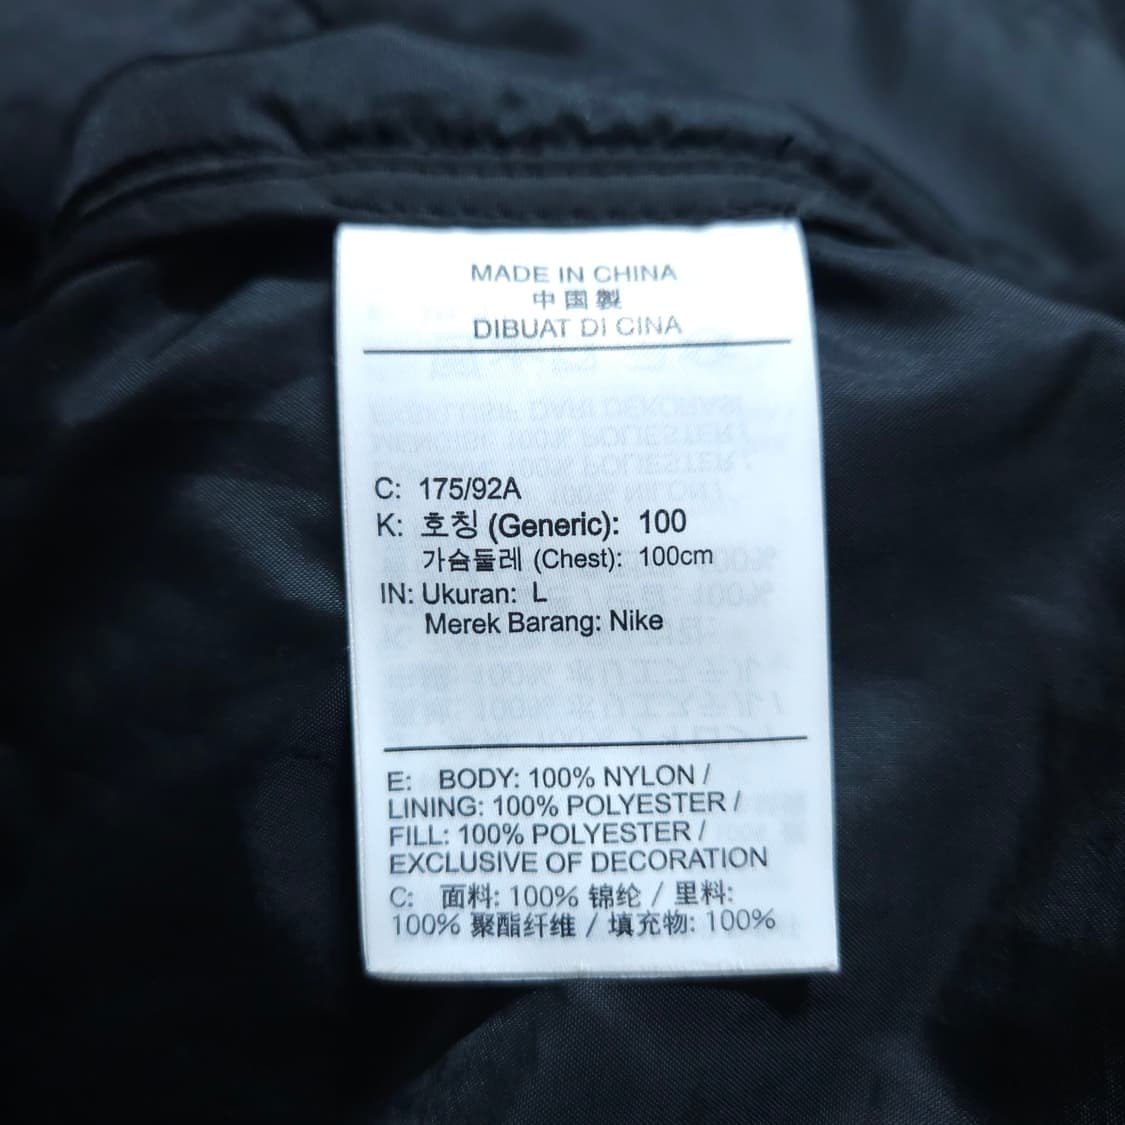 MADE IN CHINA
中国製
DIBUAT DI CINA
C: 175/92A
K: 호칭 (Generic): 100
가슴둘레 (Chest): 100cm
IN: Ukuran: L
Merek Barang: Nike
E: BODY: 100% NYLON /
LINING: 100% POLYESTER /
FILL: 100% POLYESTER /
EXCLUSIVE OF DECORATION
C: 面料: 100% 锦纶 / 里料:
100% 聚酯纤维 / 填充物: 100%